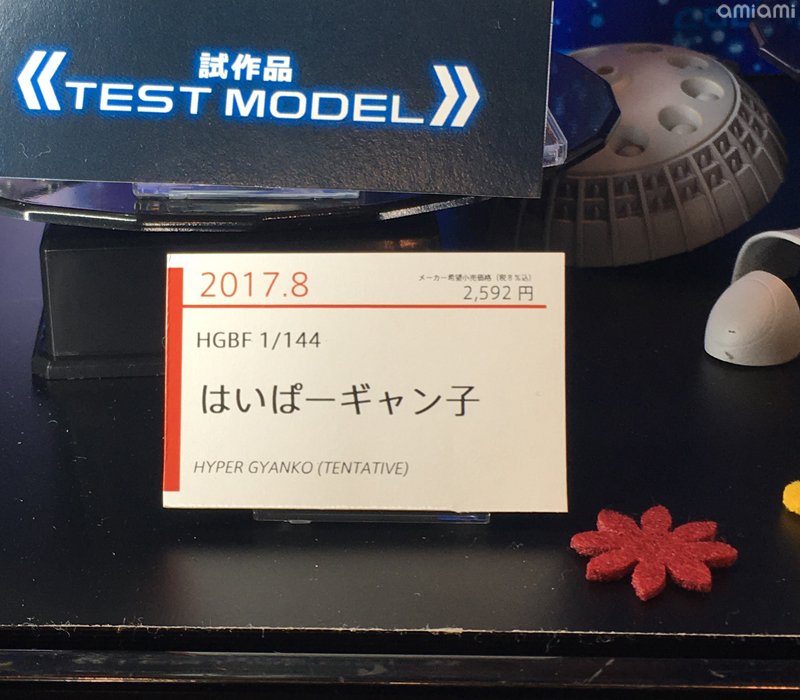 amiami
試作品
《TEST MODEL》
2017.8
メーカー希望小売価格（税8％込）
2,592 円
HGBF 1/144
はいぱーギャン子
HYPER GYANKO (TENTATIVE)